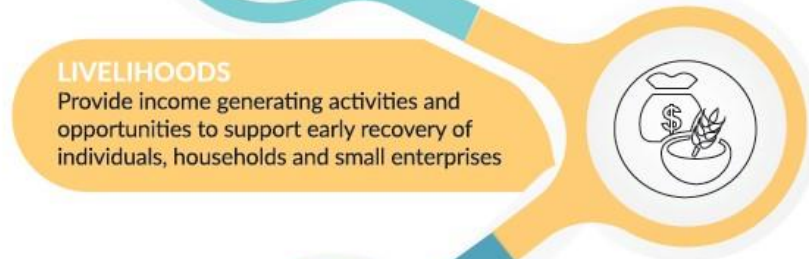 LIVELIHOODS
Provide income generating activities and
opportunities to support early recovery of
individuals, households and small enterprises
$